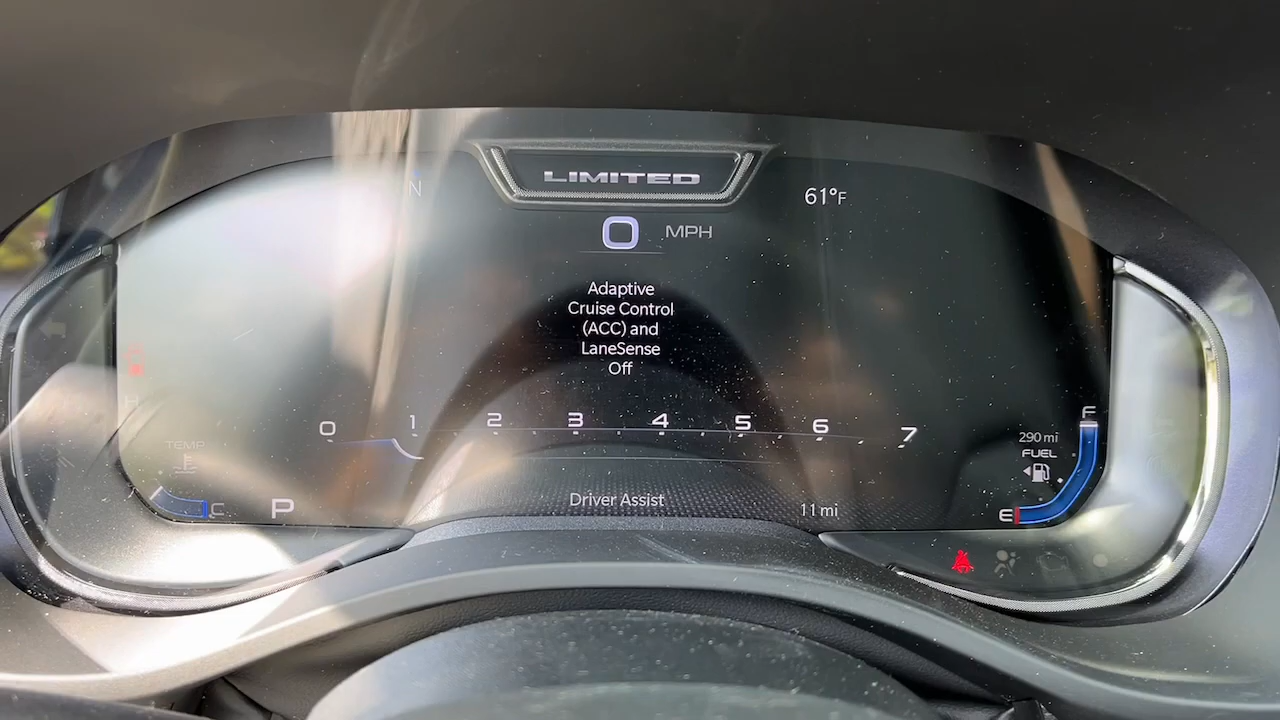 LIMITED
N
61°F
0 MPH
Adaptive
Cruise Control
(ACC) and
LaneSense
Off
0 1 2 3 4 5 6 7
H
TEMP
C
P
Driver Assist
11 mi
F
290 mi
FUEL
E